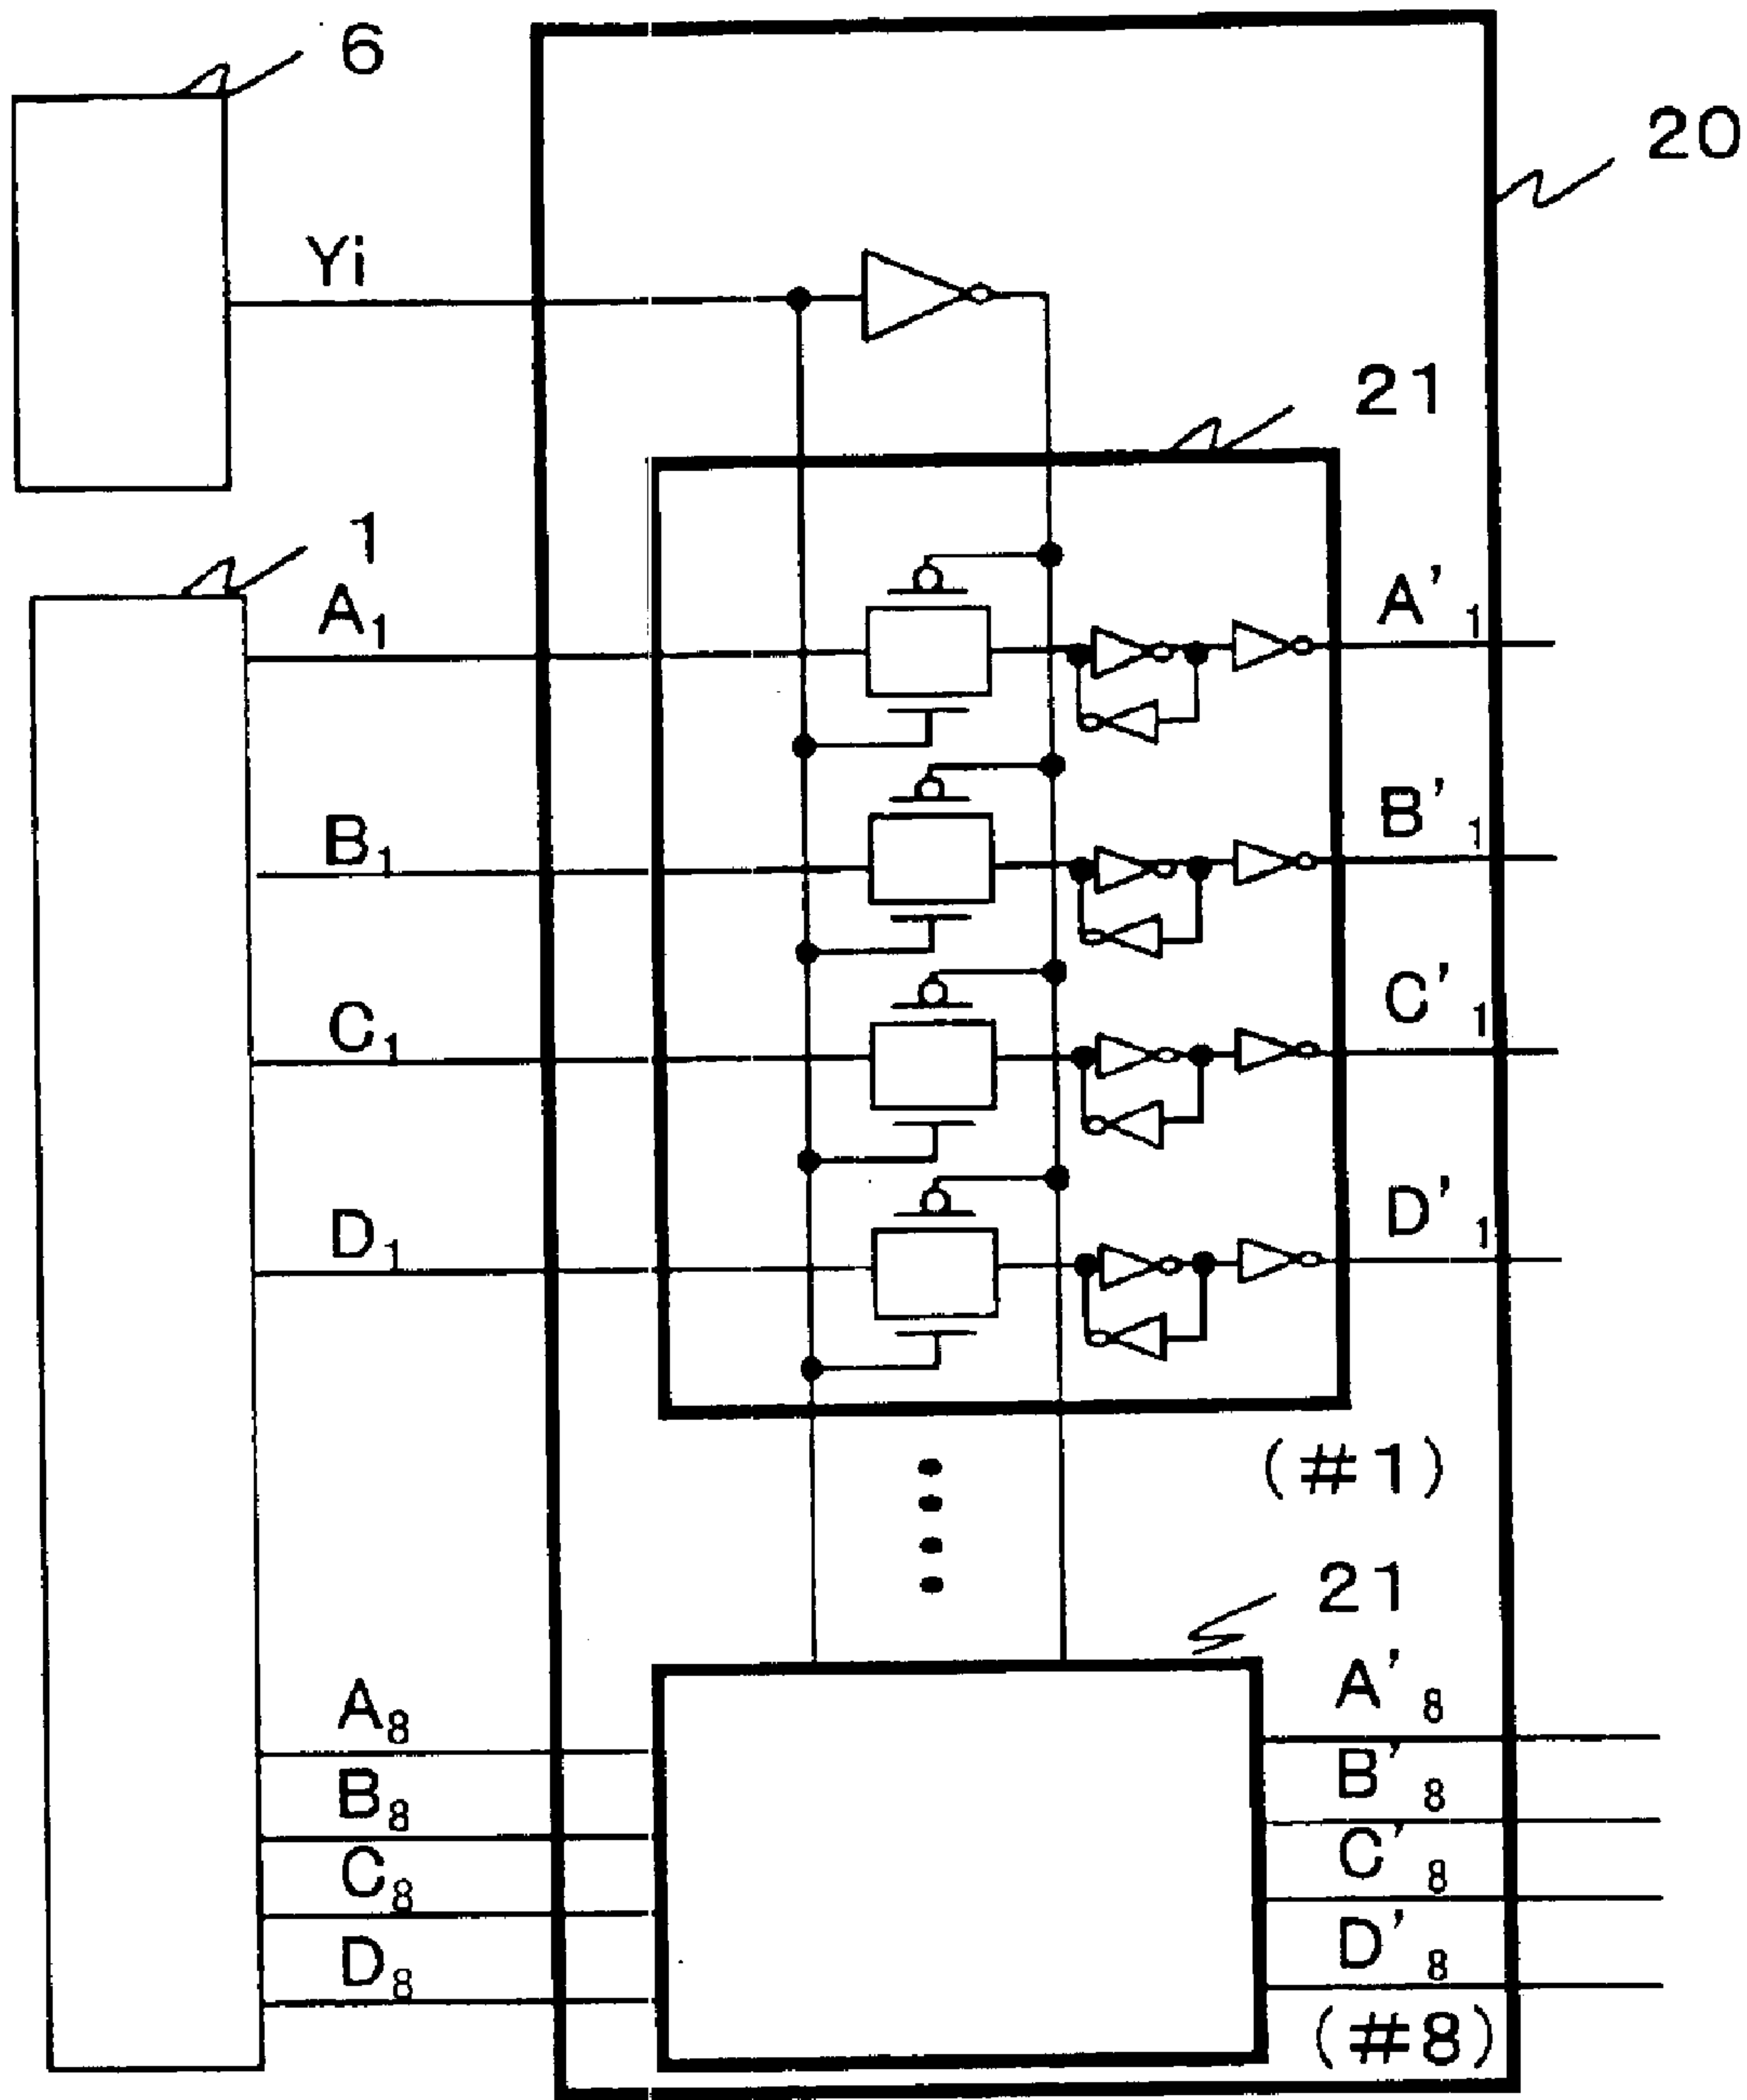 6
20
Yi
21
1
A₁
A'₁
B₁
B'₁
C₁
C'₁
D₁
D'₁
(#1)
21
A₈
A'₈
B₈
B'₈
C₈
C'₈
D₈
D'₈
(#8)